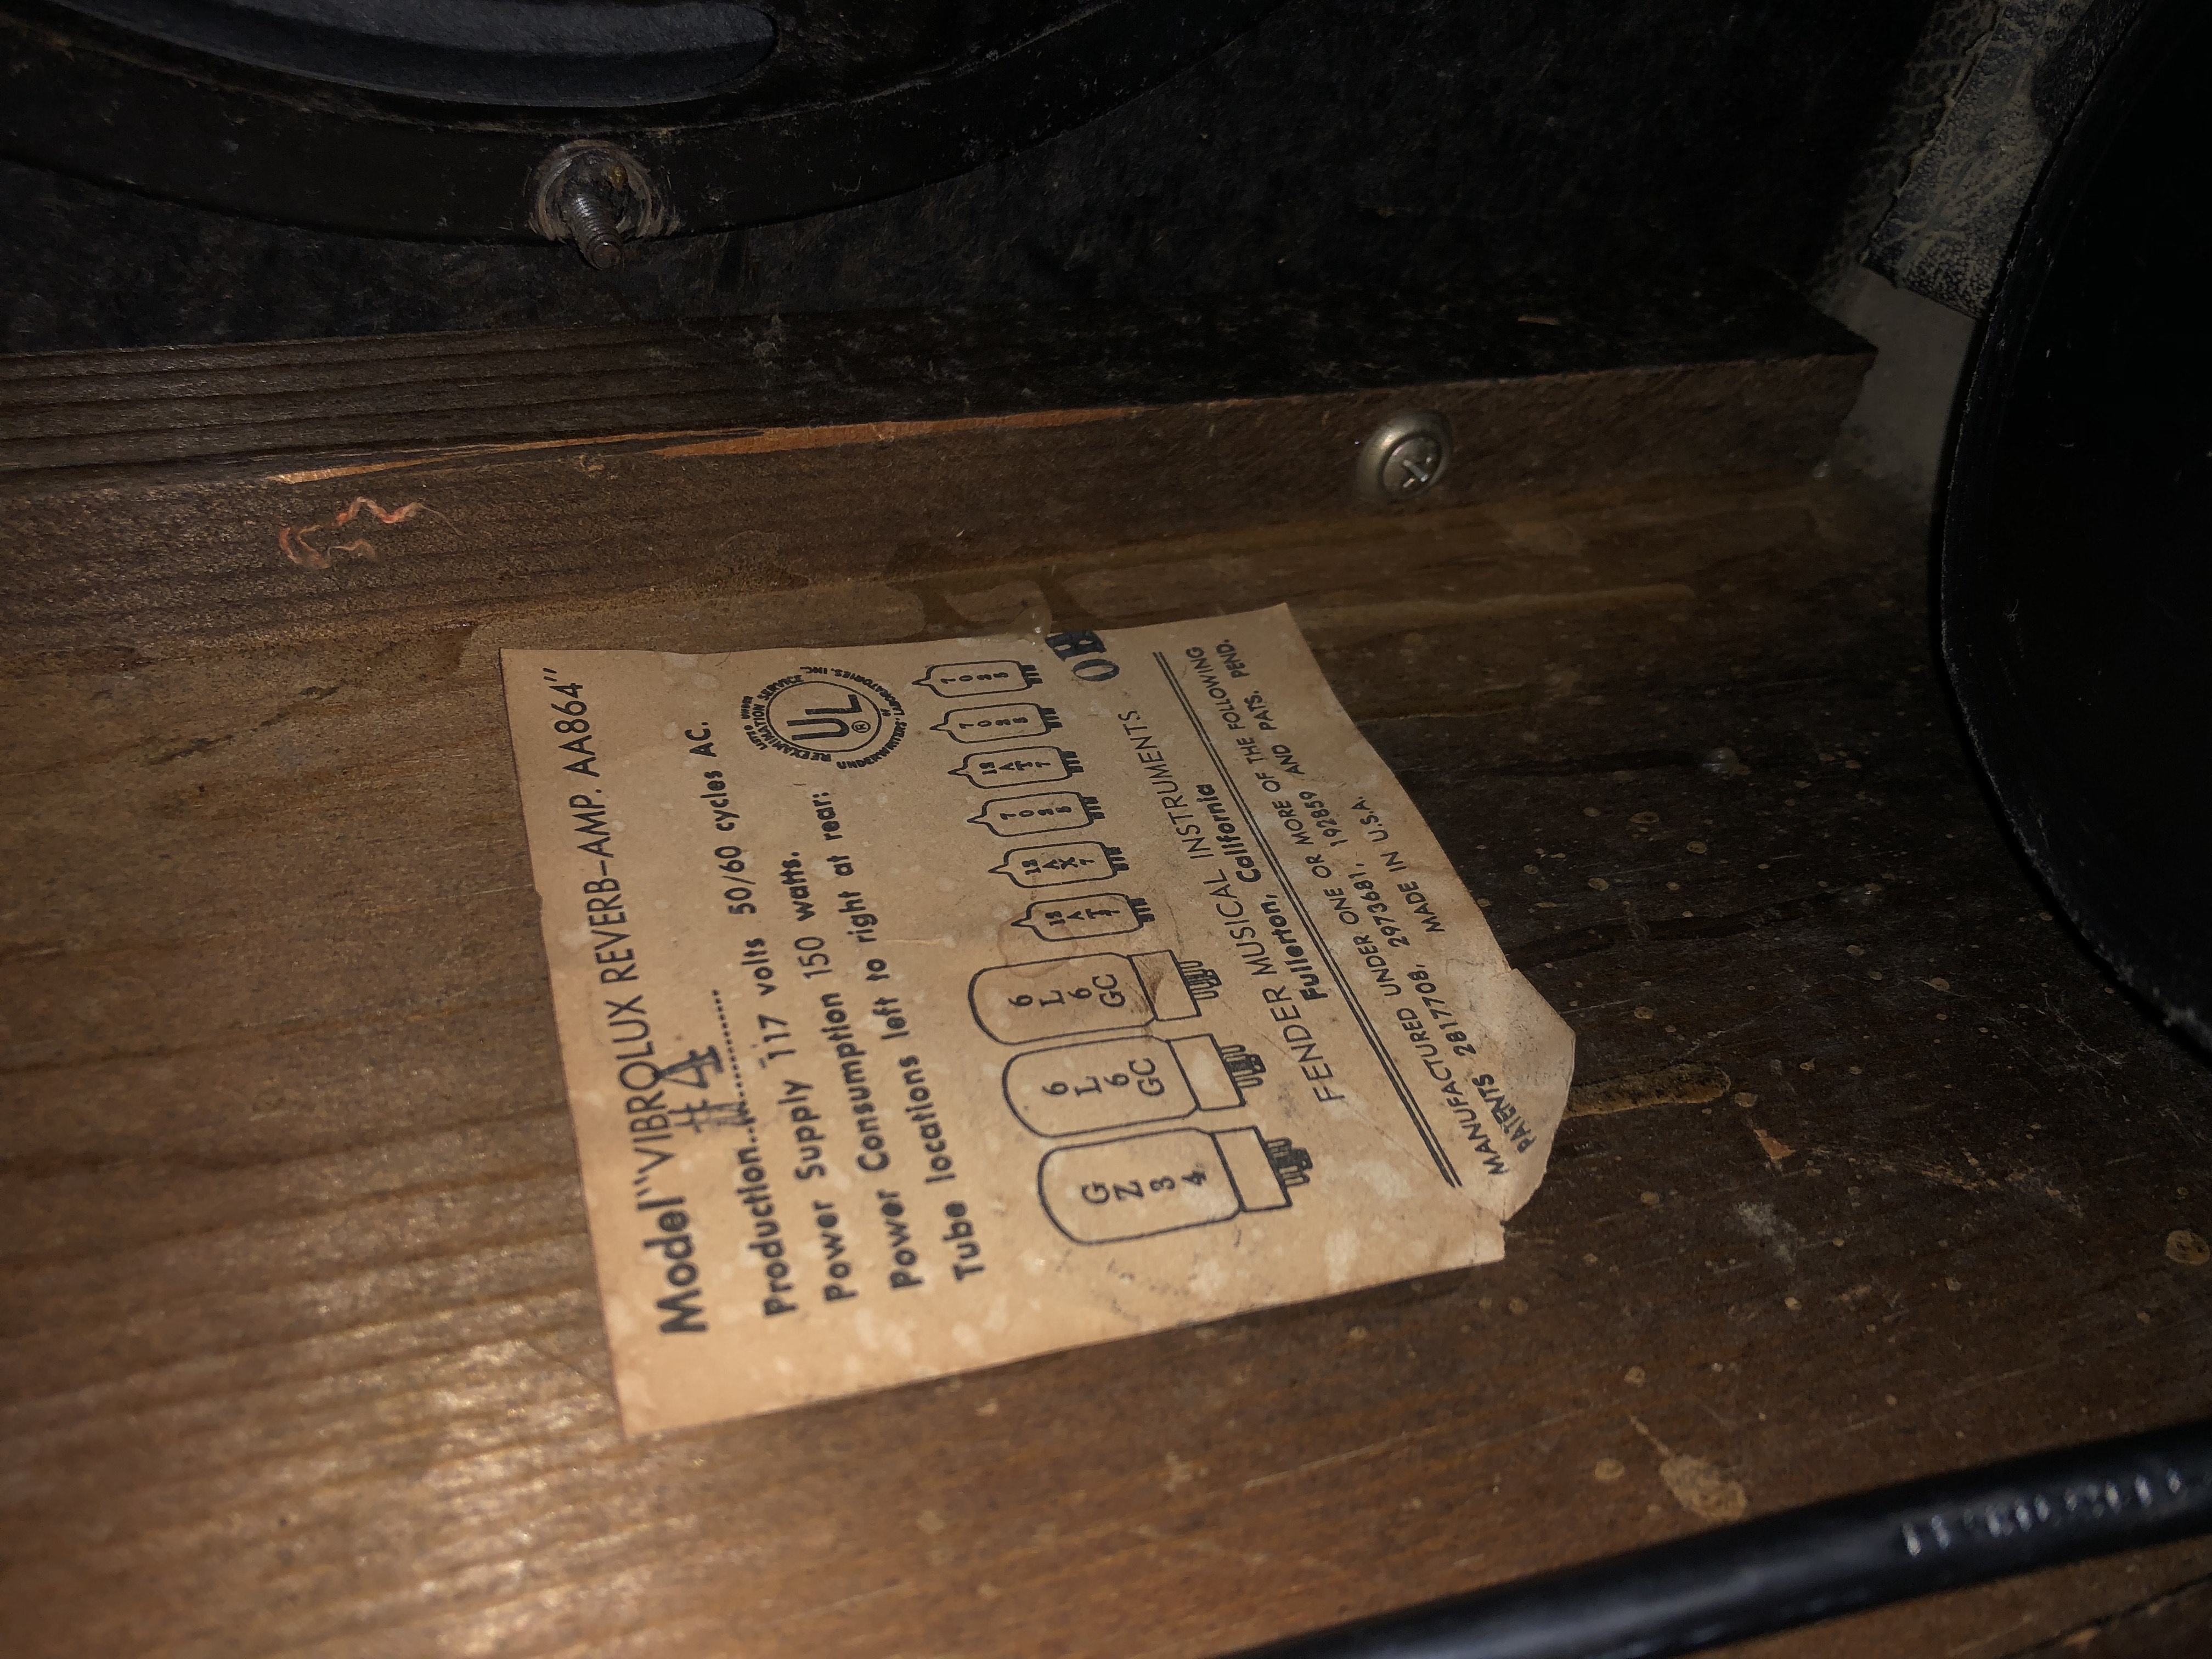 Model "VIBROLUX REVERB-AMP. AA864"
#4
Production........................
Power Supply 117 volts 50/60 cycles AC.
Power Consumption 150 watts.
Tube locations left to right at rear:
LISTED UNDER REEXAMINATION SERVICE
UL ®
UNDERWRITERS' LABORATORIES, INC.
GZ34
6L6GC
6L6GC
12AT7
12AX7
7025
12AT7
7025
7025
FENDER MUSICAL INSTRUMENTS
Fullerton, California
MANUFACTURED UNDER ONE OR MORE OF THE FOLLOWING
PATENTS 2817708, 2973681, 192859 AND PATS. PEND.
MADE IN U.S.A.